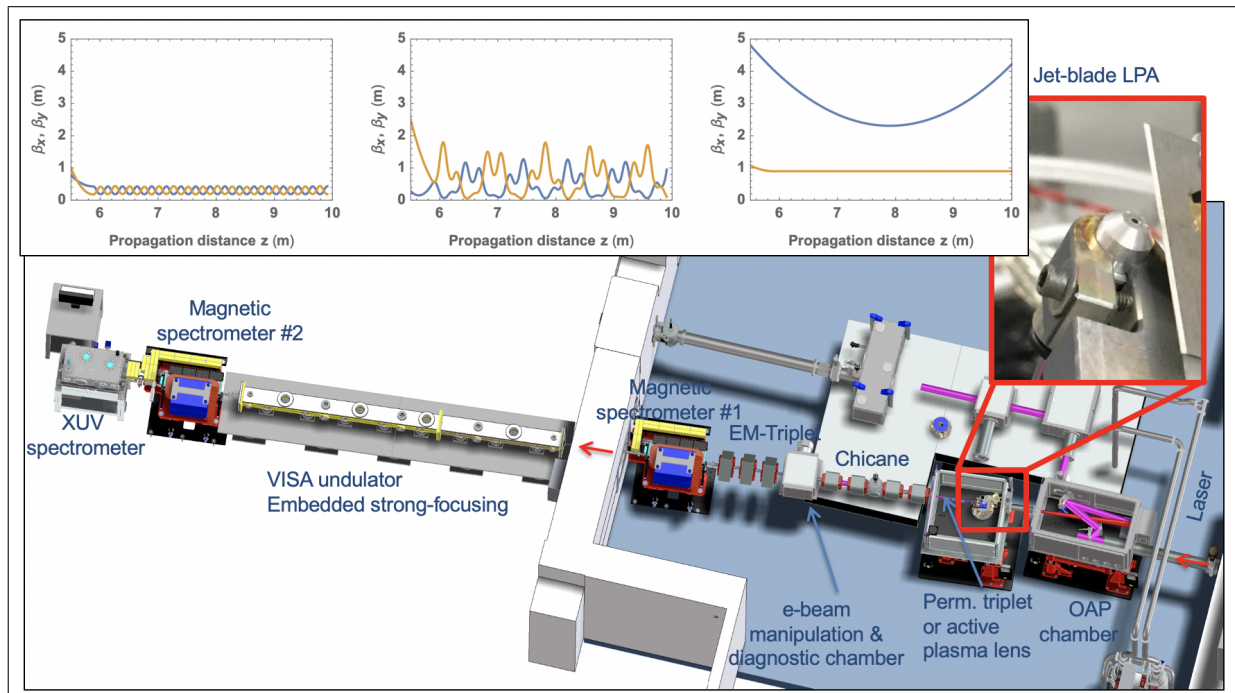 5
4
3
2
1
0
βx, βy (m)
6 7 8 9 10
Propagation distance z (m)
5
4
3
2
1
0
βx, βy (m)
6 7 8 9 10
Propagation distance z (m)
5
4
3
2
1
0
βx, βy (m)
6 7 8 9 10
Propagation distance z (m)
Jet-blade LPA
Magnetic
spectrometer #2
XUV
spectrometer
VISA undulator
Embedded strong-focusing
Magnetic
spectrometer #1
EM-Triplet
Chicane
Laser
e-beam
manipulation &
diagnostic chamber
Perm. triplet
or active
plasma lens
OAP
chamber